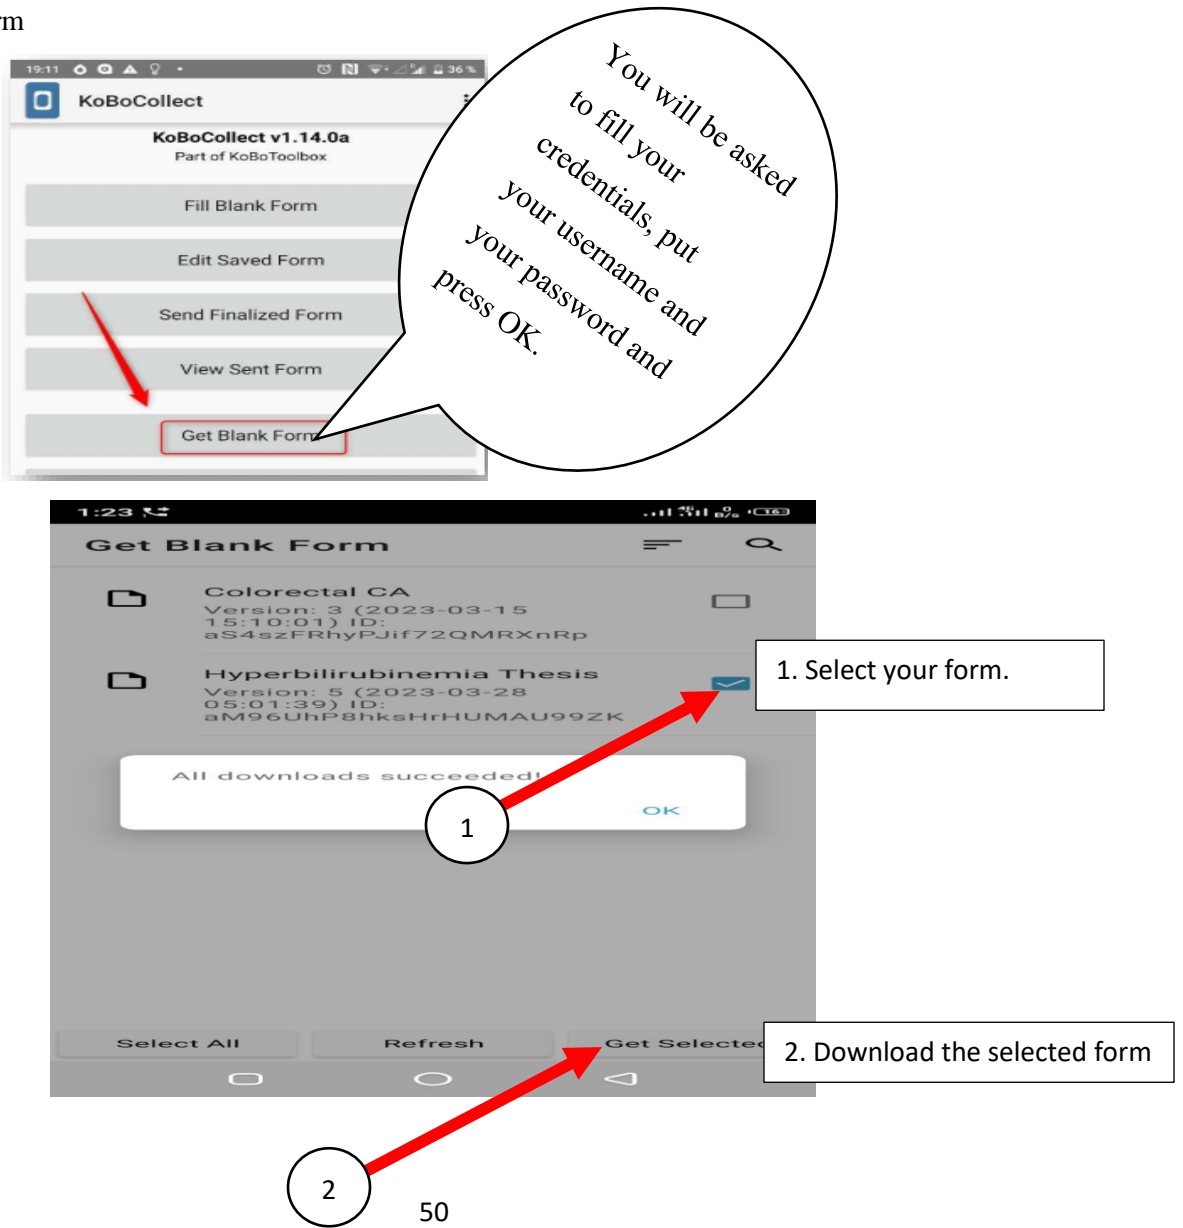 rm
19:11 36 %
KoBoCollect
KoBoCollect v1.14.0a
Part of KoBoToolbox
Fill Blank Form
Edit Saved Form
Send Finalized Form
View Sent Form
Get Blank Form
You will be asked
to fill your
credentials, put
your username and
your password and
press OK.
1:23 4G 0 B/s 16
Get Blank Form
Colorectal CA
Version: 3 (2023-03-15
15:10:01) ID:
aS4szFRhyPJif72QMRXnRp
Hyperbilirubinemia Thesis
Version: 5 (2023-03-28
05:01:39) ID:
aM96UhP8hksHrHUMAU99ZK
1. Select your form.
All downloads succeeded!
OK
1
Select All Refresh Get Selected
2. Download the selected form
2
50